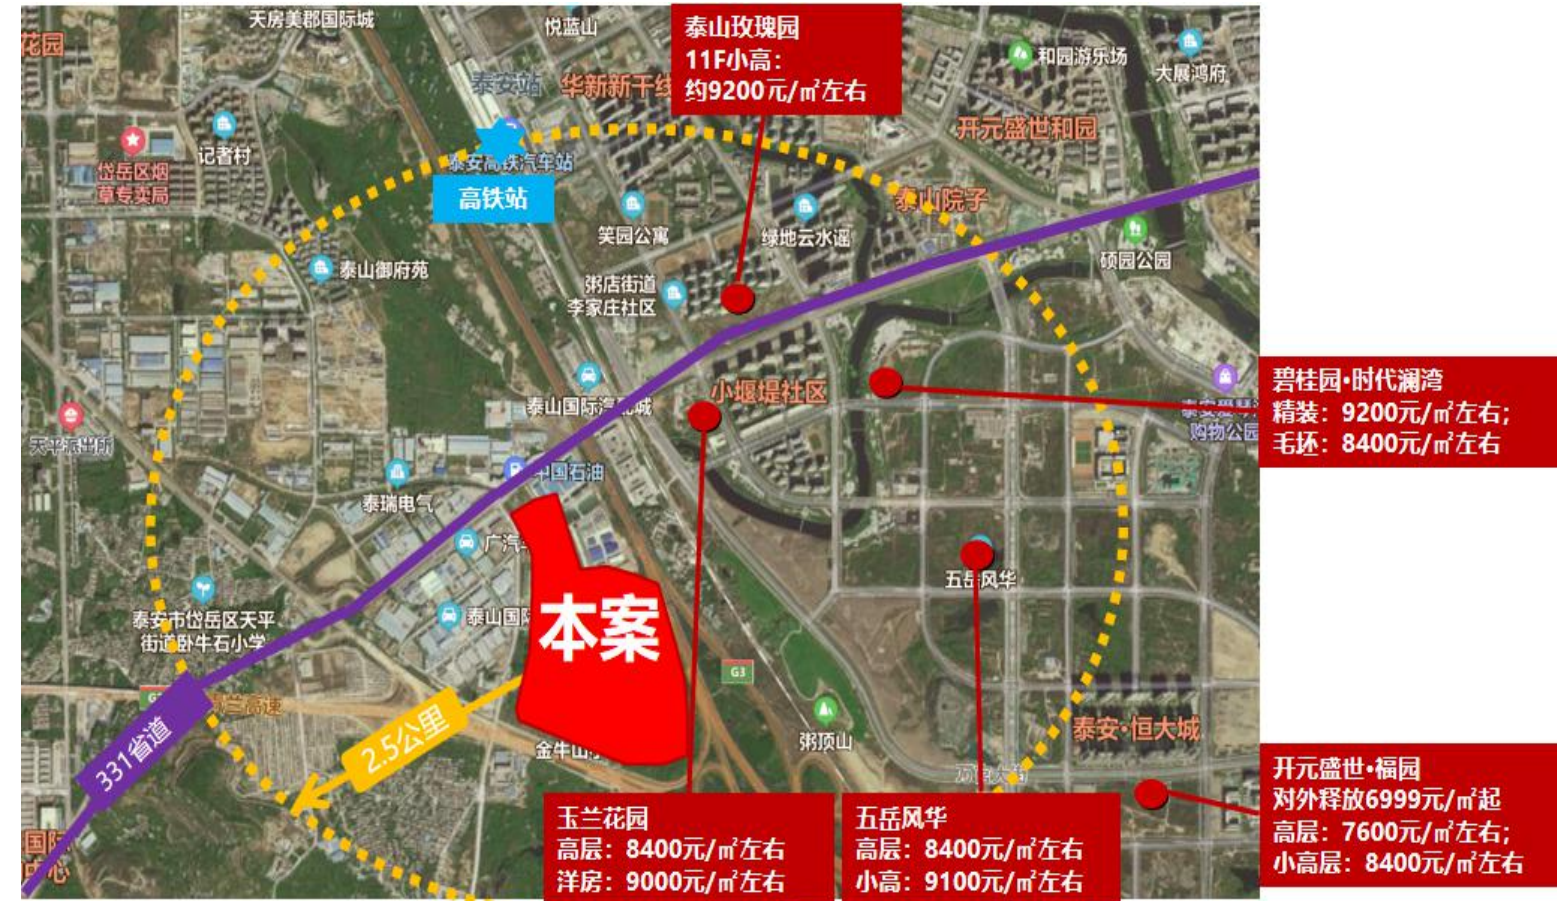 天房美郡国际城
悦蓝山
泰山玫瑰园
11F小高：
约9200元/㎡左右
花园
泰安站
华新新干线
和园游乐场
大展鸿府
开元盛世和园
记者村
岱岳区烟
草专卖局
泰安高铁汽车站
高铁站
泰山院子
笑园公寓
绿地云水谣
硕园公园
泰山御府苑
粥店街道
李家庄社区
碧桂园•时代澜湾
精装：9200元/㎡左右；
毛坯：8400元/㎡左右
小堰堤社区
泰山国际汽配城
购物公园
天平派出所
中国石油
泰瑞电气
广汽
五岳风华
本案
泰山国际
泰安市岱岳区天平
街道卧牛石小学
G3
兰高速
331省道
2.5公里
金牛山
粥顶山
泰安·恒大城
国际
中心
玉兰花园
高层：8400元/㎡左右
洋房：9000元/㎡左右
五岳风华
高层：8400元/㎡左右
小高：9100元/㎡左右
开元盛世•福园
对外释放6999元/㎡起
高层：7600元/㎡左右；
小高层：8400元/㎡左右